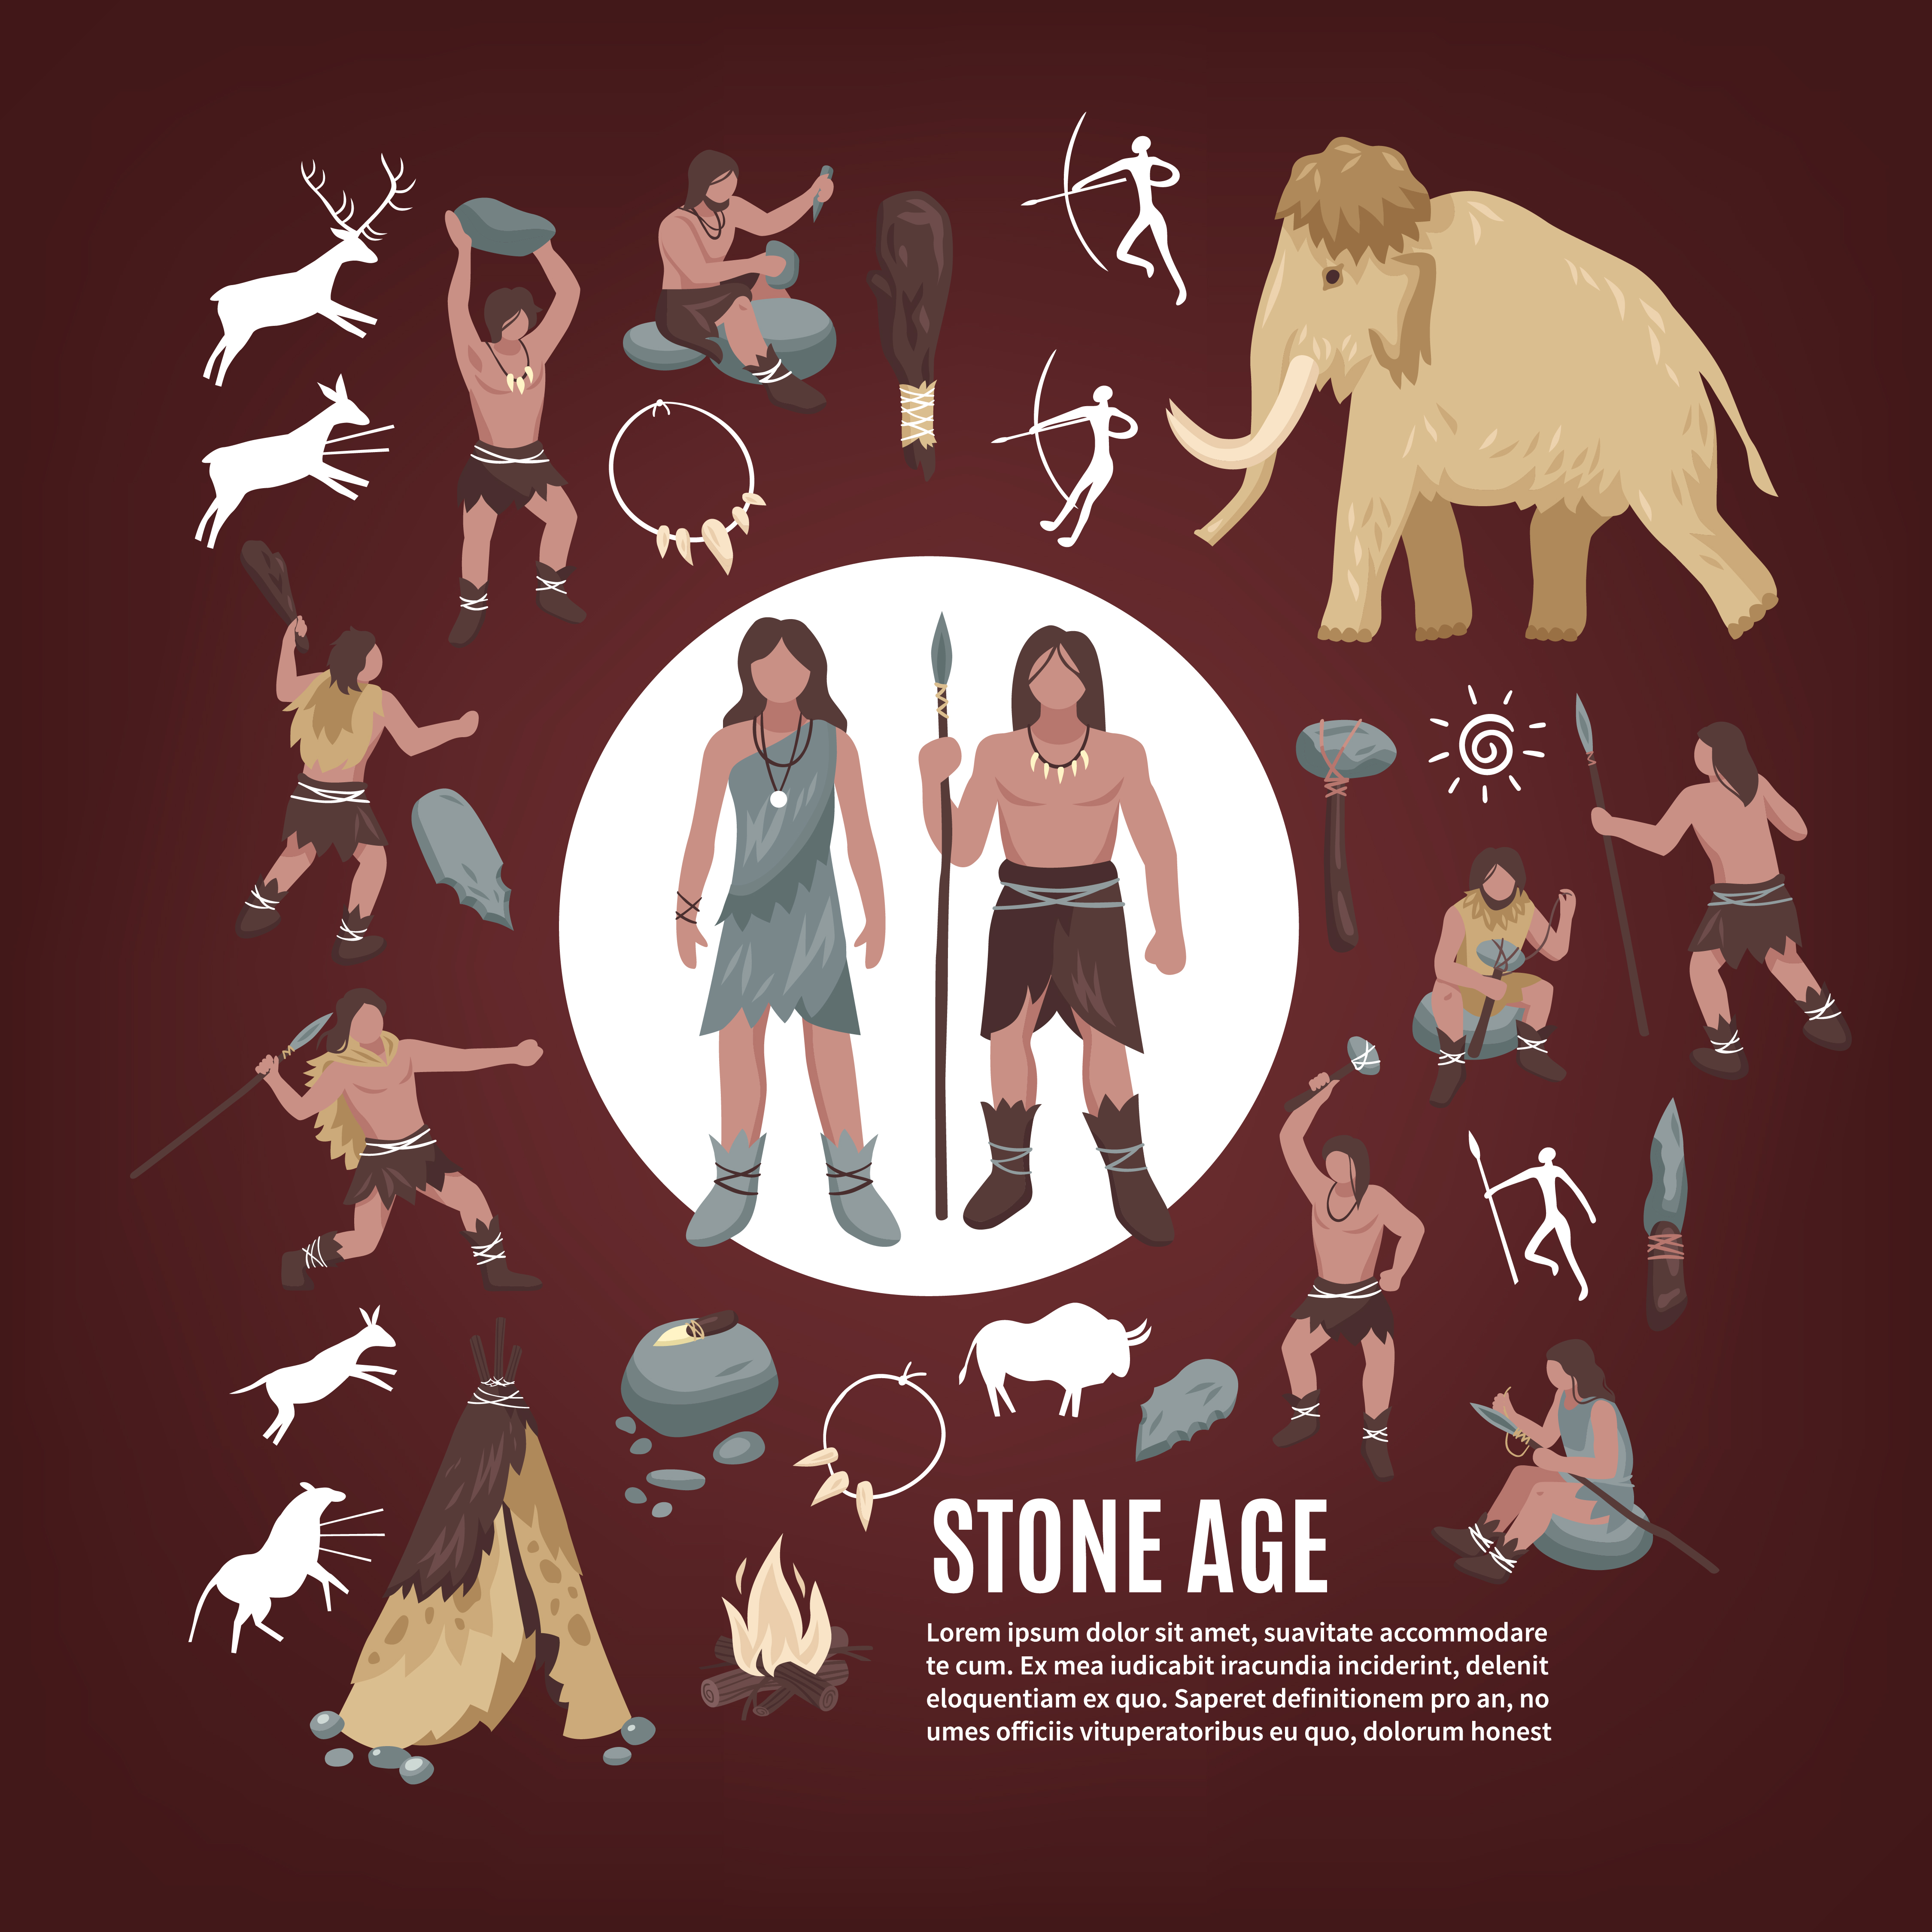 STONE AGE
Lorem ipsum dolor sit amet, suavitate accommodare
te cum. Ex mea iudicabit iracundia inciderint, delenit
eloquentiam ex quo. Saperet definitionem pro an, no
umes officiis vituperatoribus eu quo, dolorum honest